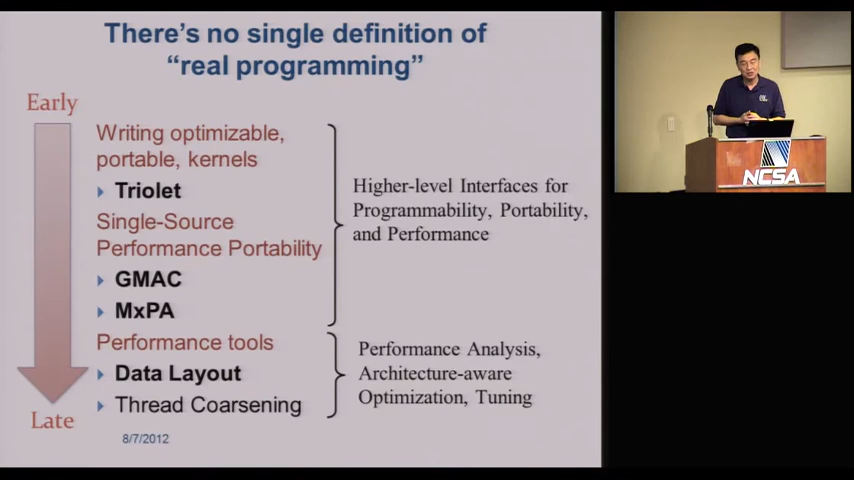 There's no single definition of
"real programming"
Early
Writing optimizable,
portable, kernels
Triolet
Single-Source
Performance Portability
GMAC
MxPA
Performance tools
Data Layout
Thread Coarsening
Late
Higher-level Interfaces for
Programmability, Portability,
and Performance
Performance Analysis,
Architecture-aware
Optimization, Tuning
8/7/2012
NCSA